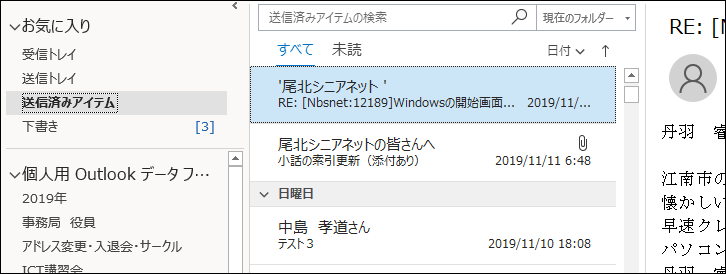 お気に入り
受信トレイ
送信トレイ
送信済みアイテム
下書き [3]
個人用 Outlook データ フ…
2019年
事務局 役員
アドレス変更・入退会・サークル
ICT講習会
送信済みアイテムの検索
現在のフォルダー
すべて 未読
日付
'尾北シニアネット '
RE: [Nbsnet:12189]Windowsの開始画面... 2019/11/...
尾北シニアネットの皆さんへ
小話の索引更新（添付あり） 2019/11/11 6:48
日曜日
中島 孝道さん
テスト3 2019/11/10 18:08
RE: [N
丹羽
江南市の
懐かしい
早速クレ
パソコン
丹羽